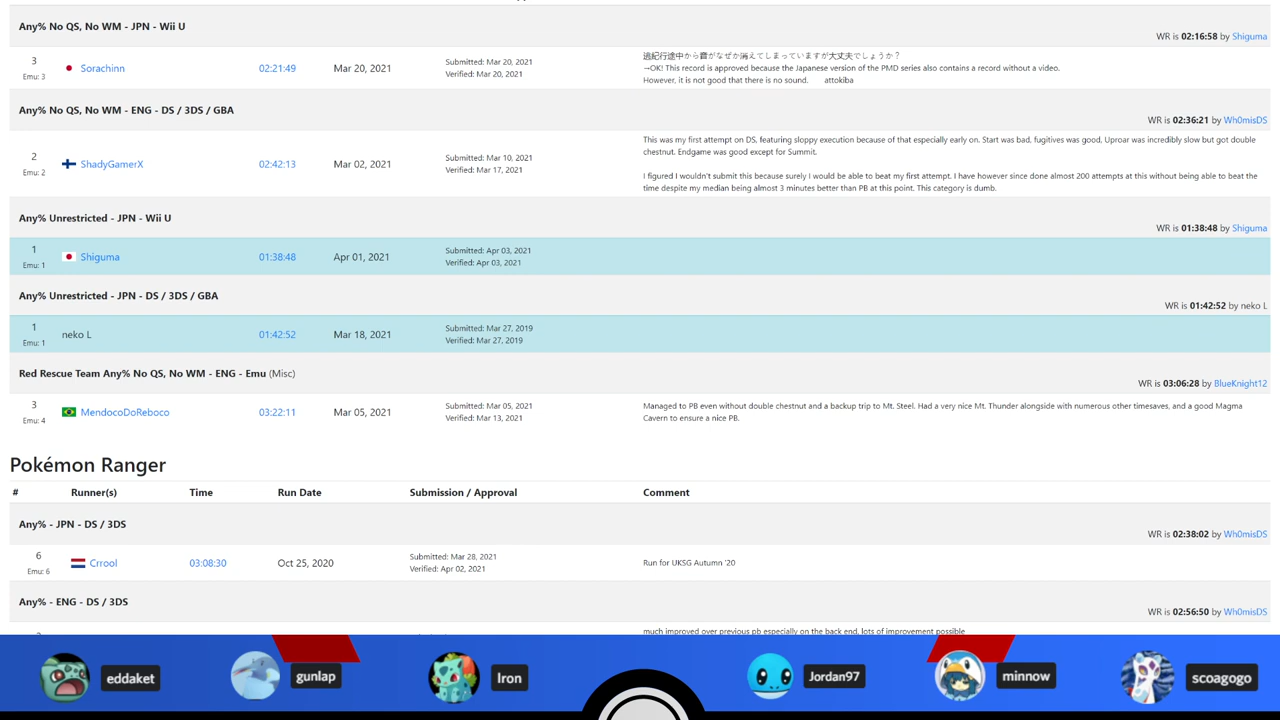 Any% No QS, No WM - JPN - Wii U
WR is 02:16:58 by Shiguma
3
Emu: 3
Sorachinn
02:21:49
Mar 20, 2021
Submitted: Mar 20, 2021
Verified: Mar 20, 2021
逃紀行途中から音がなぜか消えてしまっていますが大丈夫でしょうか？
→OK! This record is approved because the Japanese version of the PMD series also contains a record without a video.
However, it is not good that there is no sound. attokiba
Any% No QS, No WM - ENG - DS / 3DS / GBA
WR is 02:36:21 by Wh0misDS
2
Emu: 2
ShadyGamerX
02:42:13
Mar 02, 2021
Submitted: Mar 10, 2021
Verified: Mar 17, 2021
This was my first attempt on DS, featuring sloppy execution because of that especially early on. Start was bad, fugitives was good, Uproar was incredibly slow but got double
chestnut. Endgame was good except for Summit.
I figured I wouldn't submit this because surely I would be able to beat my first attempt. I have however since done almost 200 attempts at this without being able to beat the
time despite my median being almost 3 minutes better than PB at this point. This category is dumb.
Any% Unrestricted - JPN - Wii U
WR is 01:38:48 by Shiguma
1
Emu: 1
Shiguma
01:38:48
Apr 01, 2021
Submitted: Apr 03, 2021
Verified: Apr 03, 2021
Any% Unrestricted - JPN - DS / 3DS / GBA
WR is 01:42:52 by neko L
1
Emu: 1
neko L
01:42:52
Mar 18, 2021
Submitted: Mar 27, 2019
Verified: Mar 27, 2019
Red Rescue Team Any% No QS, No WM - ENG - Emu (Misc)
WR is 03:06:28 by BlueKnight12
3
Emu: 4
MendocoDoReboco
03:22:11
Mar 05, 2021
Submitted: Mar 05, 2021
Verified: Mar 13, 2021
Managed to PB even without double chestnut and a backup trip to Mt. Steel. Had a very nice Mt. Thunder alongside with numerous other timesaves, and a good Magma
Cavern to ensure a nice PB.
Pokémon Ranger
# Runner(s) Time Run Date Submission / Approval Comment
Any% - JPN - DS / 3DS
WR is 02:38:02 by Wh0misDS
6
Emu: 6
Crrool
03:08:30
Oct 25, 2020
Submitted: Mar 28, 2021
Verified: Apr 02, 2021
Run for UKSG Autumn '20
Any% - ENG - DS / 3DS
WR is 02:56:50 by Wh0misDS
much improved over previous pb especially on the back end, lots of improvement possible
eddaket
gunlap
Iron
Jordan97
minnow
scoagogo